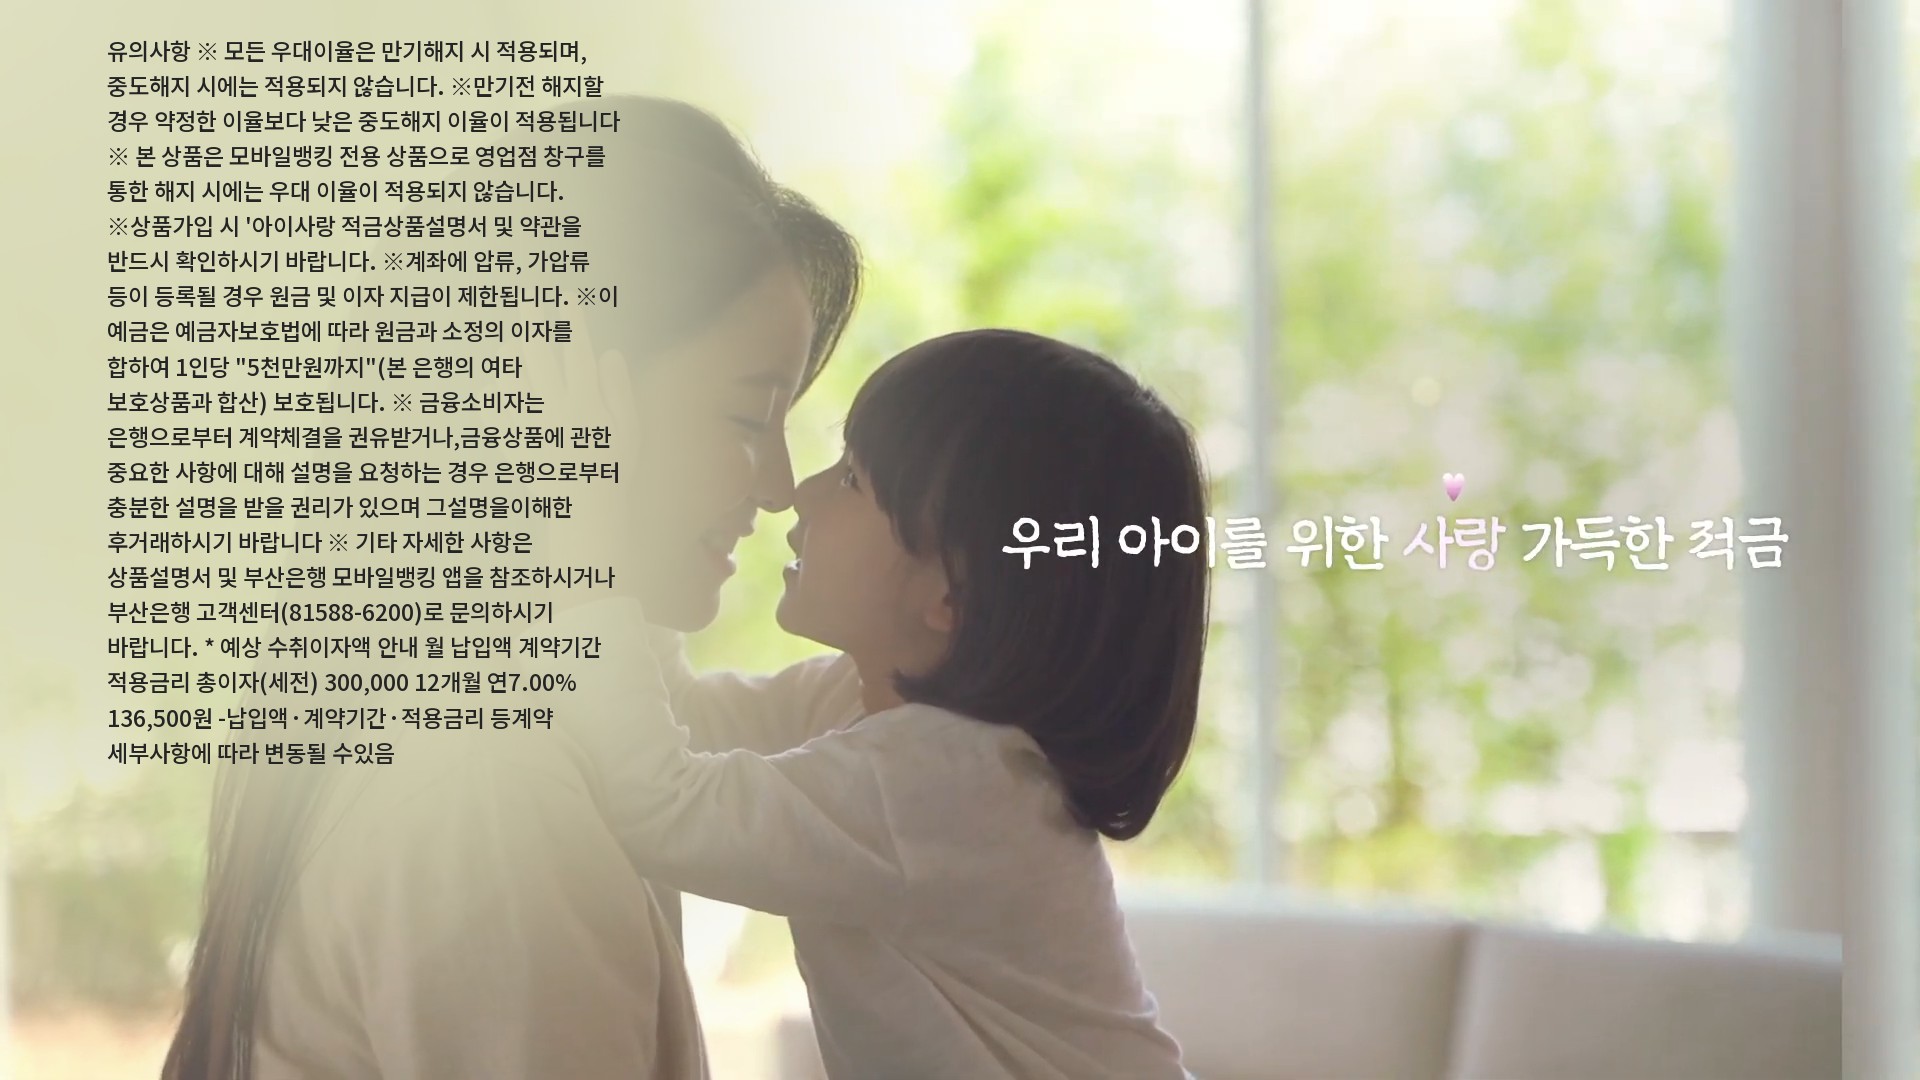 유의사항 ※ 모든 우대이율은 만기해지 시 적용되며,
중도해지 시에는 적용되지 않습니다. ※만기전 해지할
경우 약정한 이율보다 낮은 중도해지 이율이 적용됩니다
※ 본 상품은 모바일뱅킹 전용 상품으로 영업점 창구를
통한 해지 시에는 우대 이율이 적용되지 않습니다.
※상품가입 시 '아이사랑 적금상품설명서 및 약관을
반드시 확인하시기 바랍니다. ※계좌에 압류, 가압류
등이 등록될 경우 원금 및 이자 지급이 제한됩니다. ※이
예금은 예금자보호법에 따라 원금과 소정의 이자를
합하여 1인당 "5천만원까지"(본 은행의 여타
보호상품과 합산) 보호됩니다. ※ 금융소비자는
은행으로부터 계약체결을 권유받거나,금융상품에 관한
중요한 사항에 대해 설명을 요청하는 경우 은행으로부터
충분한 설명을 받을 권리가 있으며 그설명을이해한
후거래하시기 바랍니다 ※ 기타 자세한 사항은
상품설명서 및 부산은행 모바일뱅킹 앱을 참조하시거나
부산은행 고객센터(81588-6200)로 문의하시기
바랍니다. * 예상 수취이자액 안내 월 납입액 계약기간
적용금리 총이자(세전) 300,000 12개월 연7.00%
136,500원 -납입액·계약기간·적용금리 등계약
세부사항에 따라 변동될 수있음
우리 아이를 위한 사랑 가득한 적금